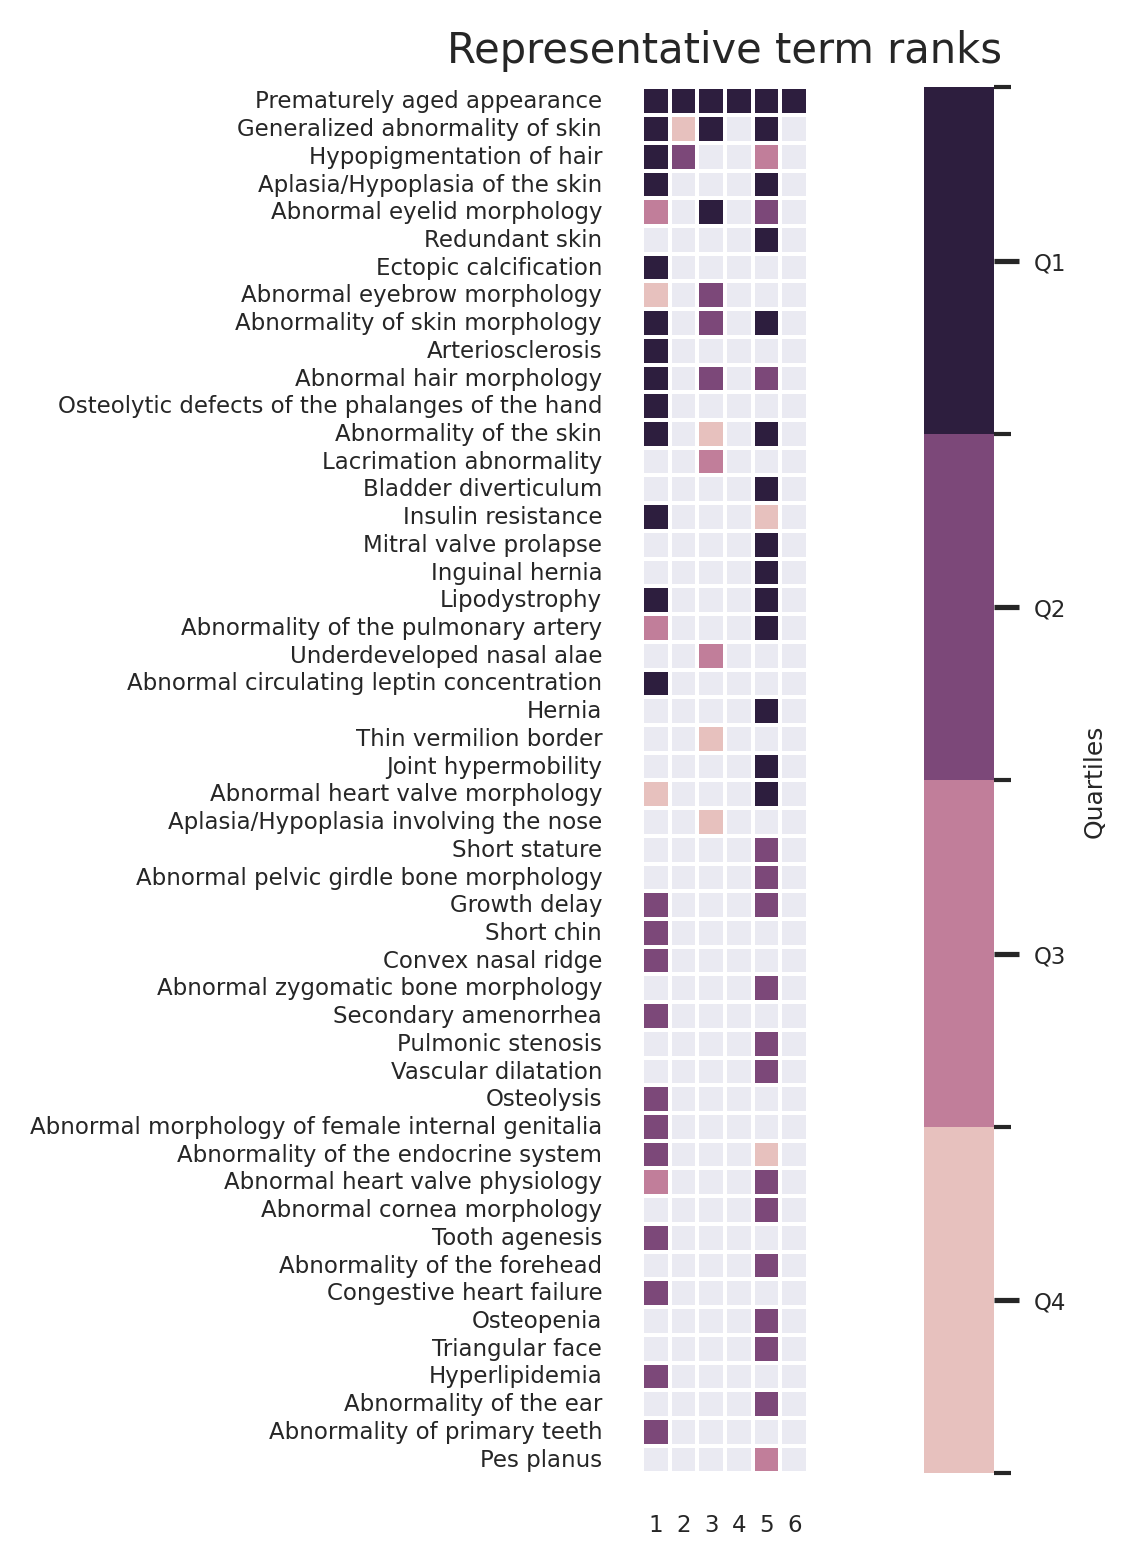 Representative term ranks
Prematurely aged appearance
Generalized abnormality of skin
Hypopigmentation of hair
Aplasia/Hypoplasia of the skin
Abnormal eyelid morphology
Redundant skin
Ectopic calcification
Abnormal eyebrow morphology
Abnormality of skin morphology
Arteriosclerosis
Abnormal hair morphology
Osteolytic defects of the phalanges of the hand
Abnormality of the skin
Lacrimation abnormality
Bladder diverticulum
Insulin resistance
Mitral valve prolapse
Inguinal hernia
Lipodystrophy
Abnormality of the pulmonary artery
Underdeveloped nasal alae
Abnormal circulating leptin concentration
Hernia
Thin vermilion border
Joint hypermobility
Abnormal heart valve morphology
Aplasia/Hypoplasia involving the nose
Short stature
Abnormal pelvic girdle bone morphology
Growth delay
Short chin
Convex nasal ridge
Abnormal zygomatic bone morphology
Secondary amenorrhea
Pulmonic stenosis
Vascular dilatation
Osteolysis
Abnormal morphology of female internal genitalia
Abnormality of the endocrine system
Abnormal heart valve physiology
Abnormal cornea morphology
Tooth agenesis
Abnormality of the forehead
Congestive heart failure
Osteopenia
Triangular face
Hyperlipidemia
Abnormality of the ear
Abnormality of primary teeth
Pes planus
1 2 3 4 5 6
Q1
Q2
Q3
Q4
Quartiles